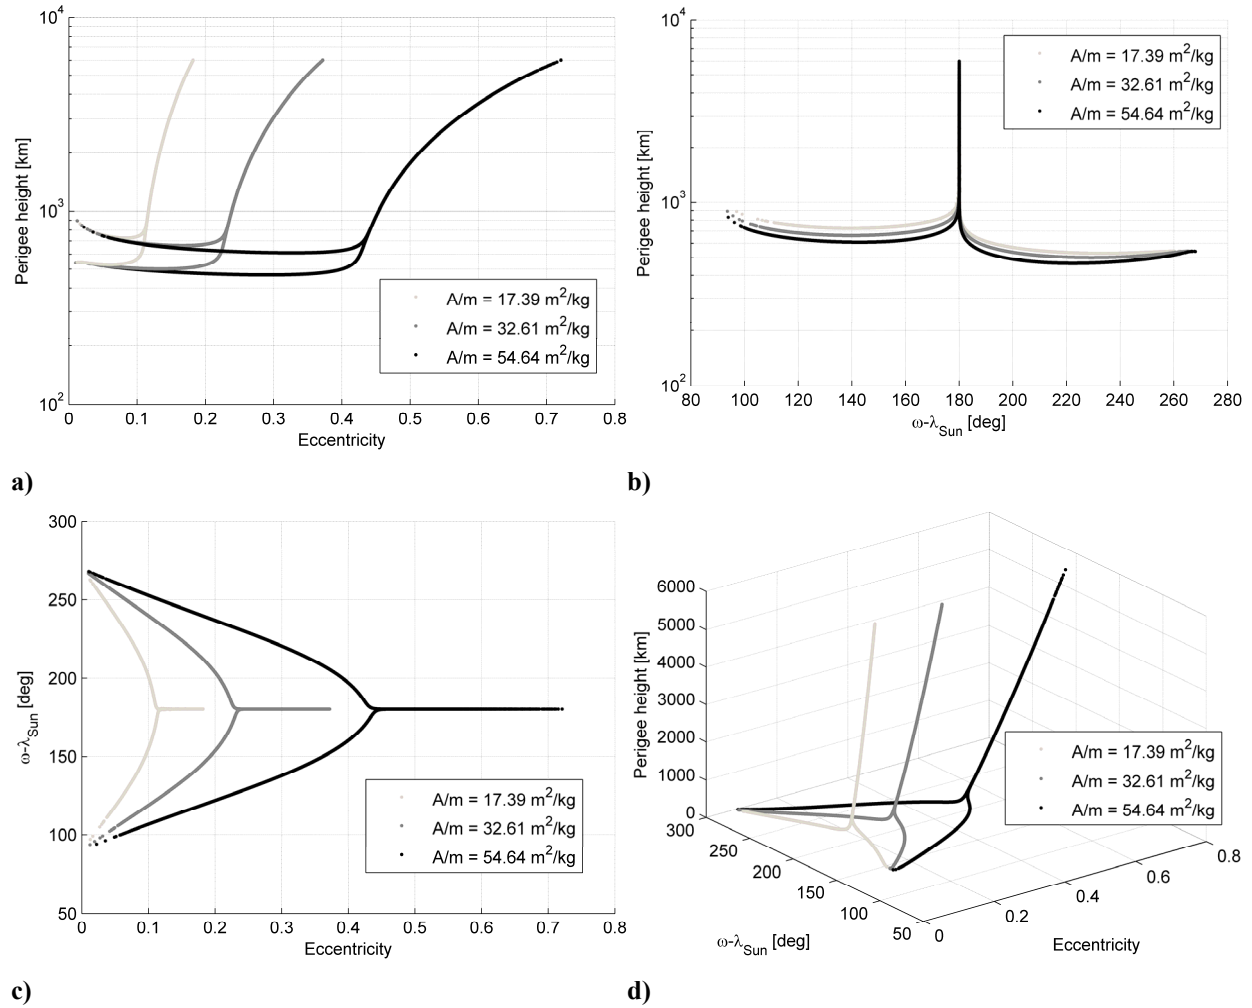 10^4
10^3
10^2
Perigee height [km]
0 0.1 0.2 0.3 0.4 0.5 0.6 0.7 0.8
Eccentricity
A/m = 17.39 m^2/kg
A/m = 32.61 m^2/kg
A/m = 54.64 m^2/kg
a)
10^4
10^3
10^2
Perigee height [km]
80 100 120 140 160 180 200 220 240 260 280
ω-λ_Sun [deg]
A/m = 17.39 m^2/kg
A/m = 32.61 m^2/kg
A/m = 54.64 m^2/kg
b)
300
250
200
150
100
50
ω-λ_Sun [deg]
0 0.1 0.2 0.3 0.4 0.5 0.6 0.7 0.8
Eccentricity
A/m = 17.39 m^2/kg
A/m = 32.61 m^2/kg
A/m = 54.64 m^2/kg
c)
6000
5000
4000
3000
2000
1000
0
Perigee height [km]
300
250
200
150
100
50
ω-λ_Sun [deg]
0
0.2
0.4
0.6
0.8
Eccentricity
A/m = 17.39 m^2/kg
A/m = 32.61 m^2/kg
A/m = 54.64 m^2/kg
d)